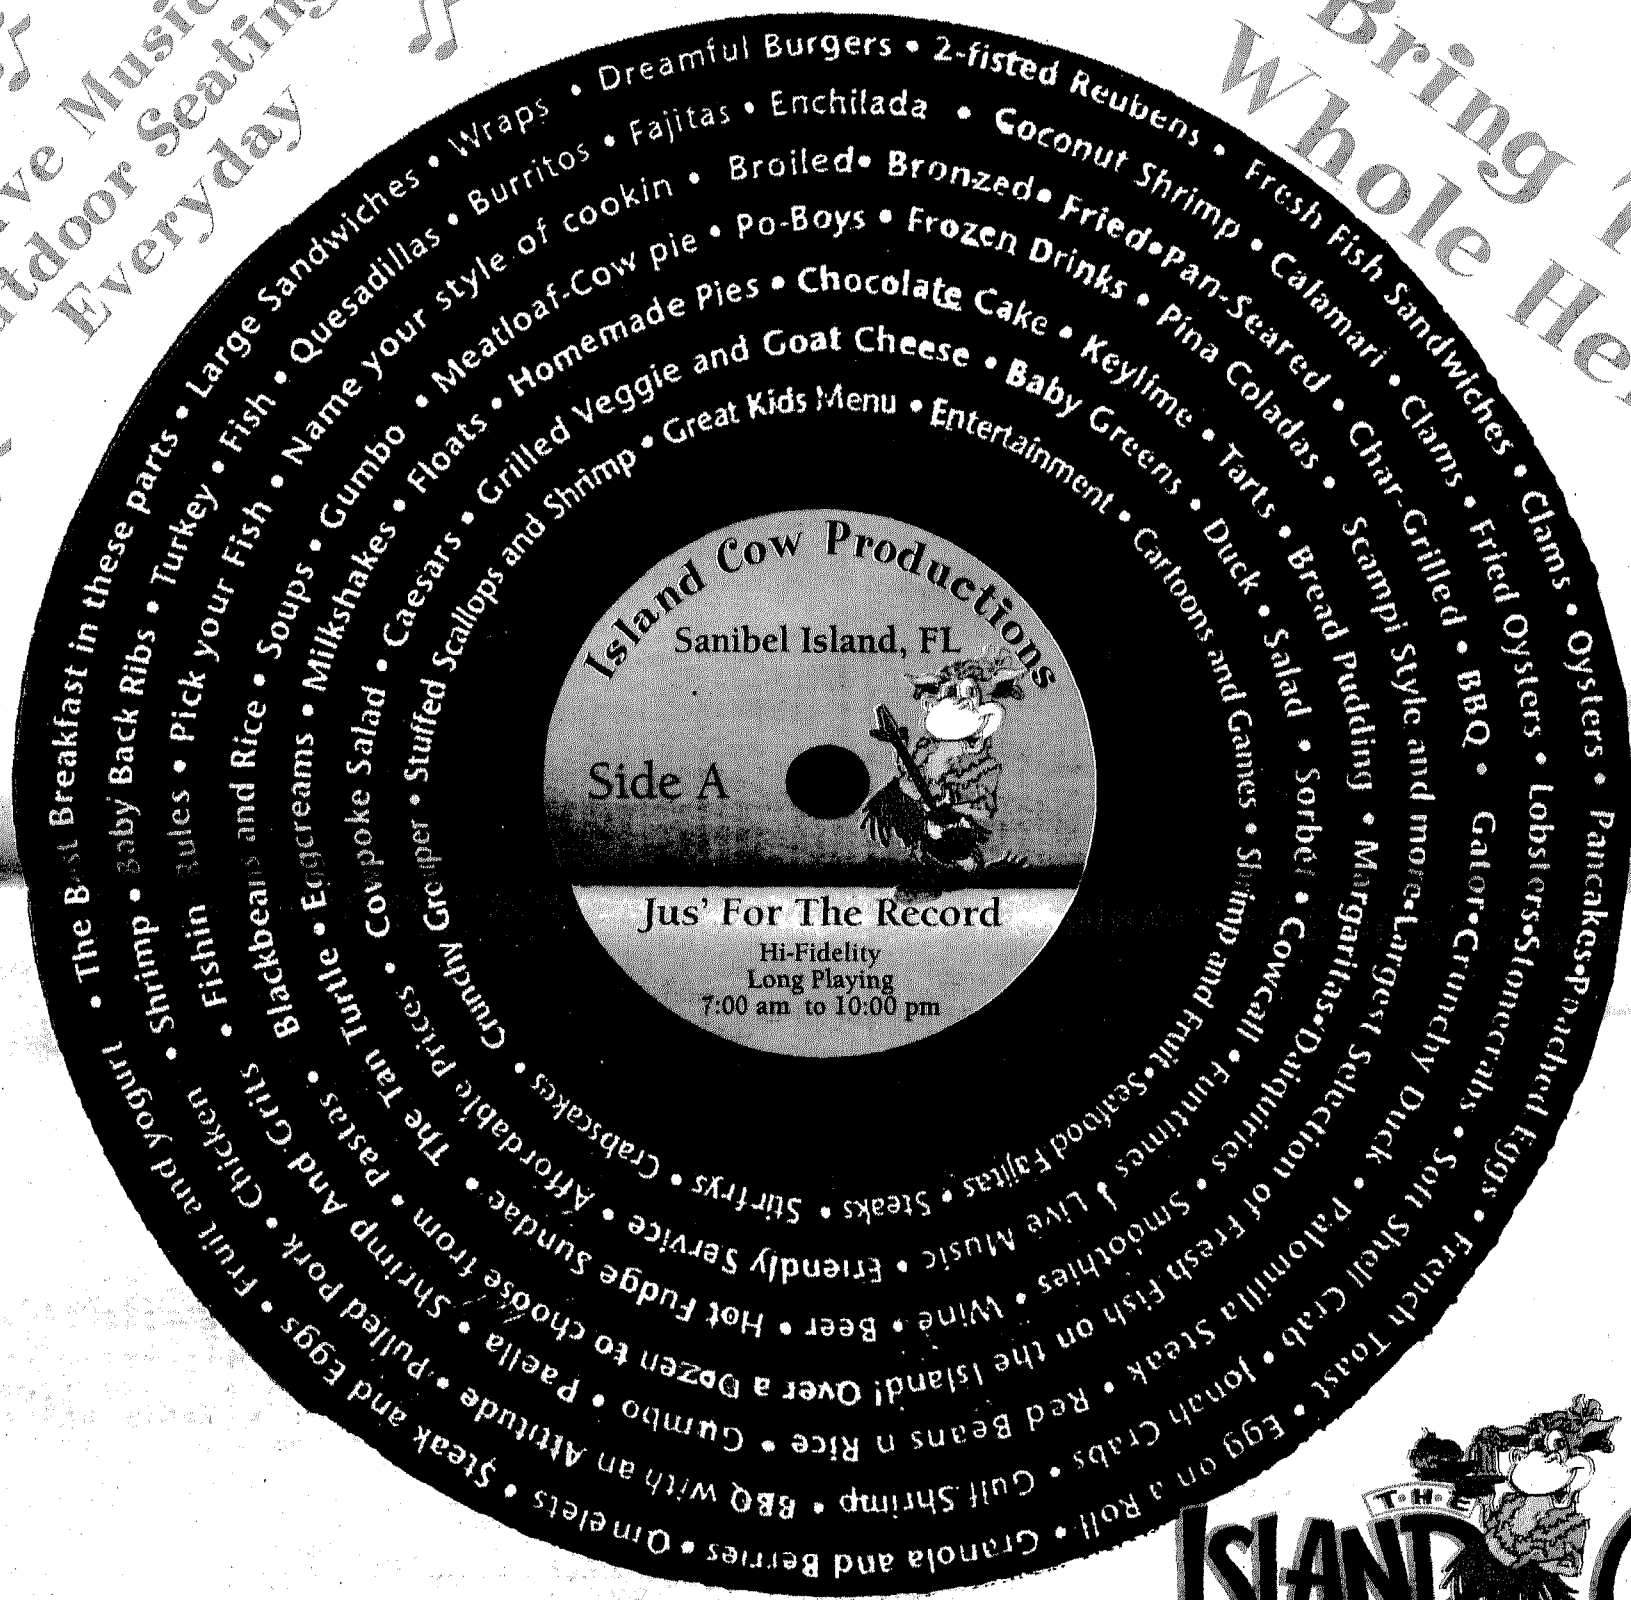 ve Music
tdoor Seating
Everyday
Bring T
Whole He
• The Best Breakfast in these parts • Large Sandwiches • Wraps • Dreamful Burgers • 2-fisted Reubens • Fresh Fish Sandwiches • Clams • Oysters • Pancakes•Poached Eggs • French Toast • Egg on a Roll • Granola and Berries • Omelets • Steak and Eggs • Fruit and yogurt
• Shrimp • Baby Back Ribs • Turkey • Fish • Quesadillas • Burritos • Fajitas • Enchilada • Coconut Shrimp • Calamari • Clams • Fried Oysters • Lobsters•Stonecrabs • Soft Shell Crab • Jonah Crabs • Gulf Shrimp • BBQ with an Attitude • Pulled Pork • Chicken
• Fishin Rules • Pick your Fish • Name your style of cookin • Broiled• Bronzed• Fried•Pan-Seared • Char-Grilled • BBQ • Gator•Crunchy Duck • Palomilla Steak • Red Beans n Rice • Gumbo • Paella • Shrimp And Grits
Blackbeans and Rice • Soups • Gumbo • Meatloaf-Cow pie • Po-Boys • Frozen Drinks • Pina Coladas • Scampi Style and more•Largest Selection of Fresh Fish on the Island! Over a Dozen to choose from • Pastas •
The Tan Turtle • Eggcreams • Milkshakes • Floats • Homemade Pies • Chocolate Cake • Keylime • Tarts • Bread Pudding • Margaritas•Daiquiries • Smoothies • Wine • Beer • Hot Fudge Sundae •
Cowpoke Salad • Caesars • Grilled Veggie and Goat Cheese • Baby Greens • Duck • Salad • Sorbet • Cowcall • Funtimes ♪ Live Music • Friendly Service • Affordable Prices •
Crunchy Grouper • Stuffed Scallops and Shrimp • Great Kids Menu • Entertainment • Cartoons and Games • Shrimp and Fruit•Seafood Fajitas • Steaks • Stirfrys • Crabcakes •
Island Cow Productions
Sanibel Island, FL
Side A
Jus' For The Record
Hi-Fidelity
Long Playing
7:00 am to 10:00 pm
THE
ISLAND